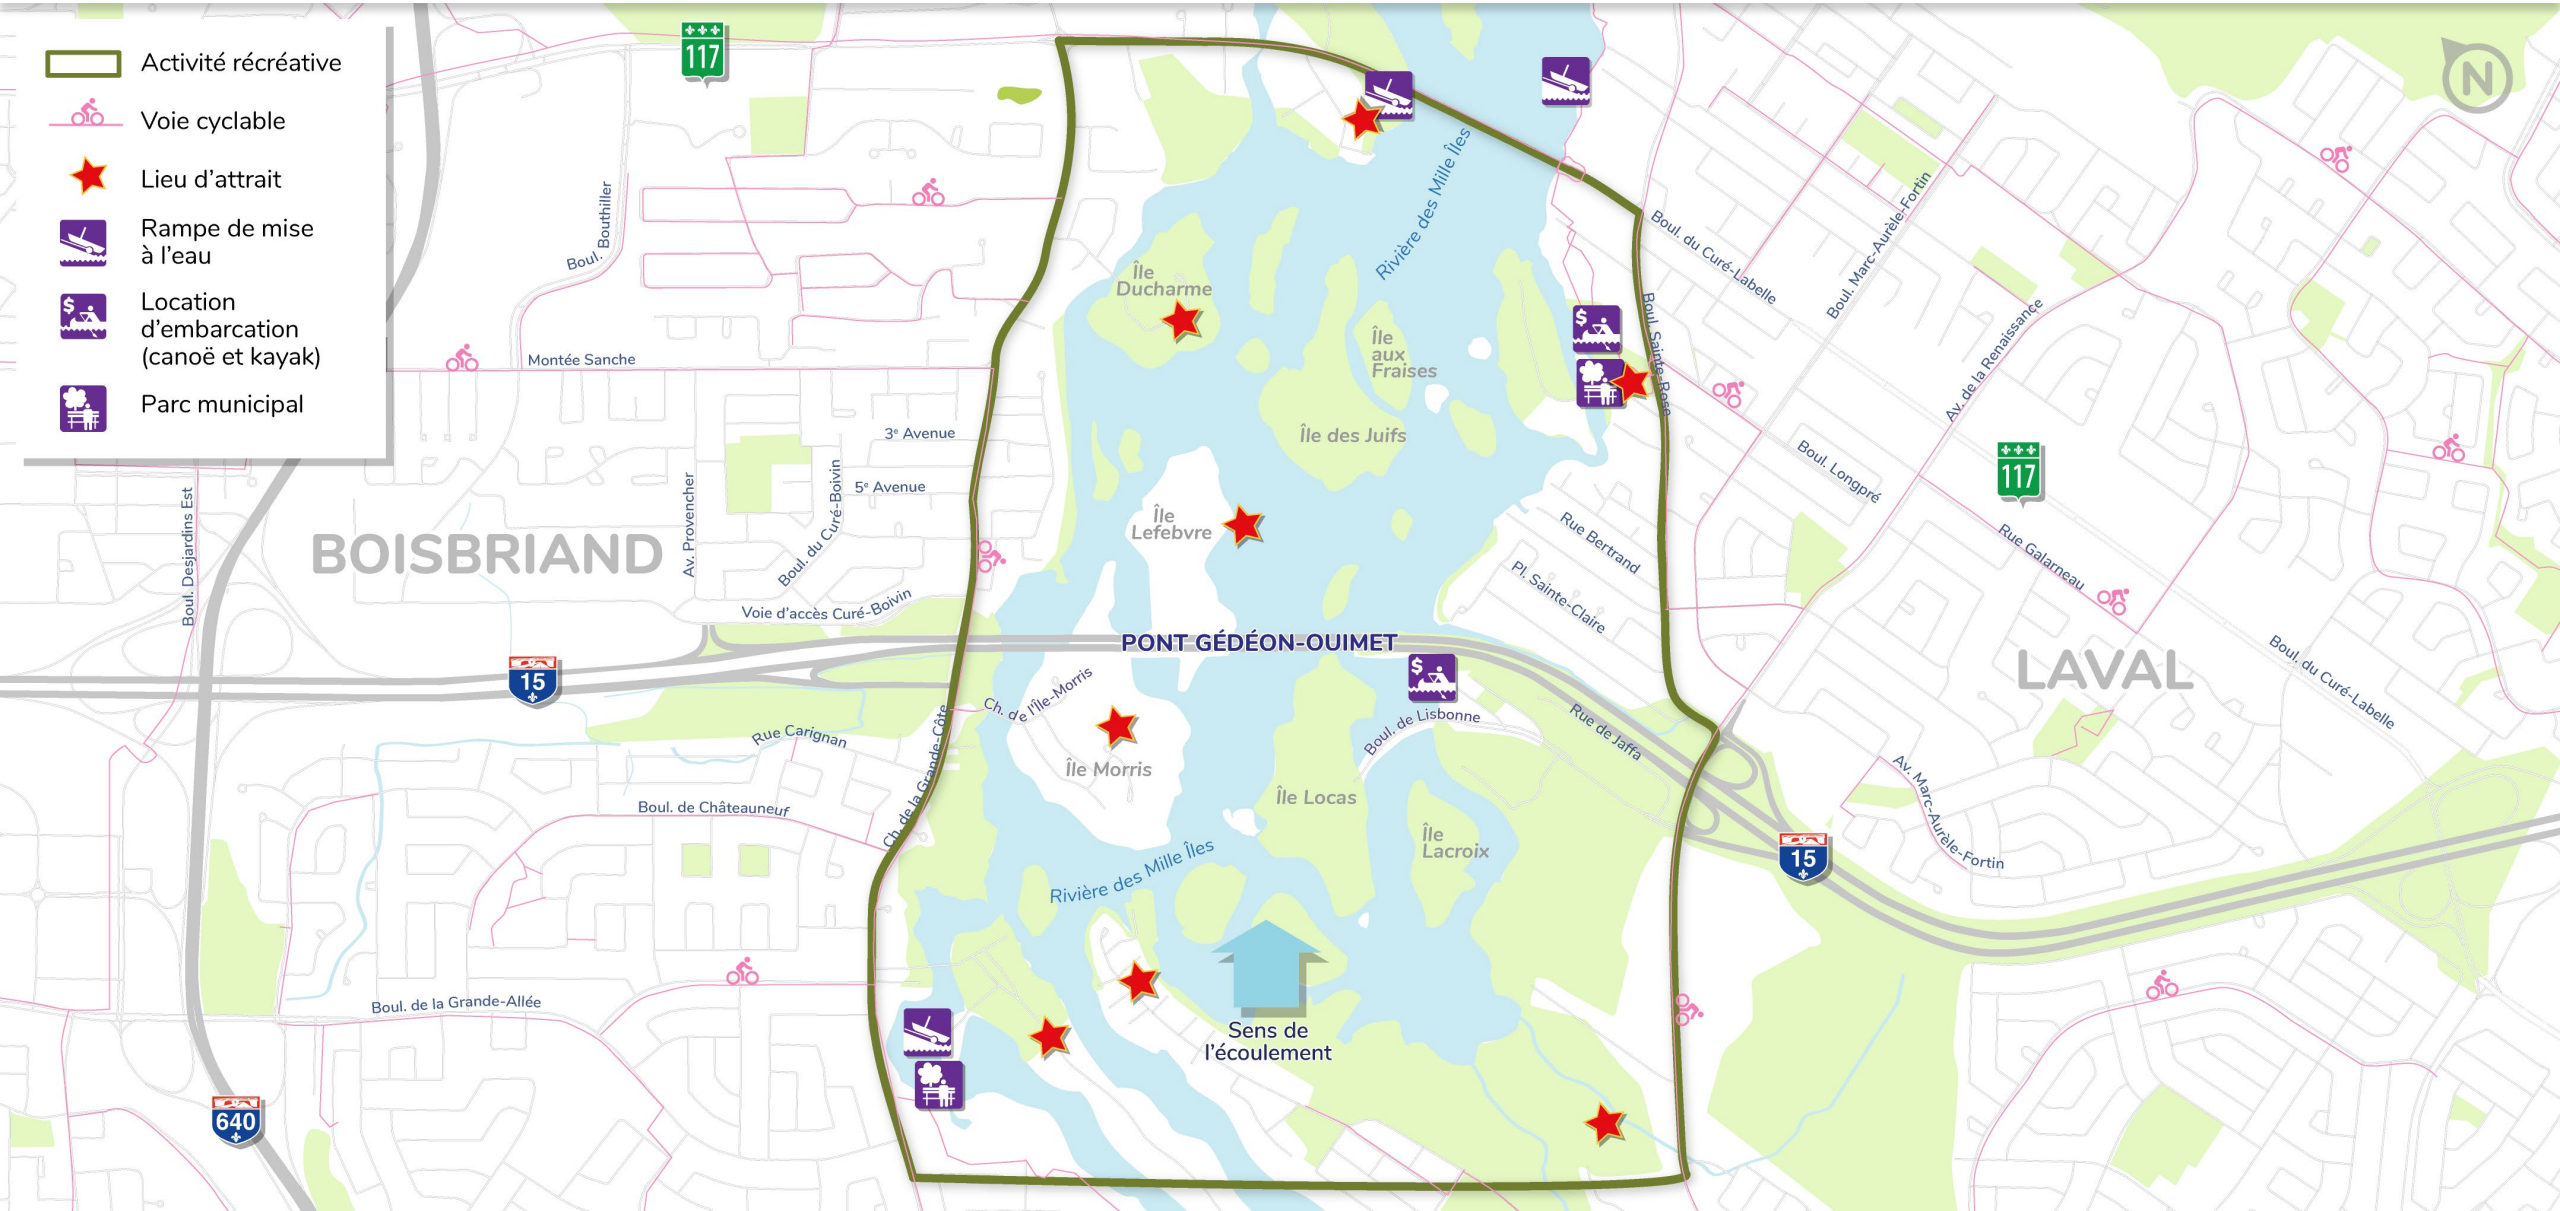 Activité récréative
Voie cyclable
Lieu d'attrait
Rampe de mise
à l'eau
$
Location
d'embarcation
(canoë et kayak)
Parc municipal
117
N
Rivière des Mille Îles
Boul. Bouthiller
Île
Ducharme
Boul. du Curé-Labelle
Boul. Marc-Aurèle-Fortin
Av. de la Renaissance
$
Boul. Sainte-Rose
Île
aux
Fraises
Montée Sanche
3e Avenue
Île des Juifs
Boul. Longpré
117
5e Avenue
Av. Provencher
Boul. du Curé-Boivin
Boul. Desjardins Est
BOISBRIAND
Île
Lefebvre
Rue Bertrand
Pl. Sainte-Claire
Rue Galarneau
Voie d'accès Curé-Boivin
PONT GÉDÉON-OUIMET
LAVAL
Boul. du Curé-Labelle
15
$
Ch. de l'Île-Morris
Boul. de Lisbonne
Rue de Jaffa
Rue Carignan
Île Morris
Ch. de la Grande-Côte
Île Locas
Boul. de Châteauneuf
Av. Marc-Aurèle-Fortin
Île
Lacroix
15
Rivière des Mille Îles
Boul. de la Grande-Allée
Sens de
l'écoulement
640